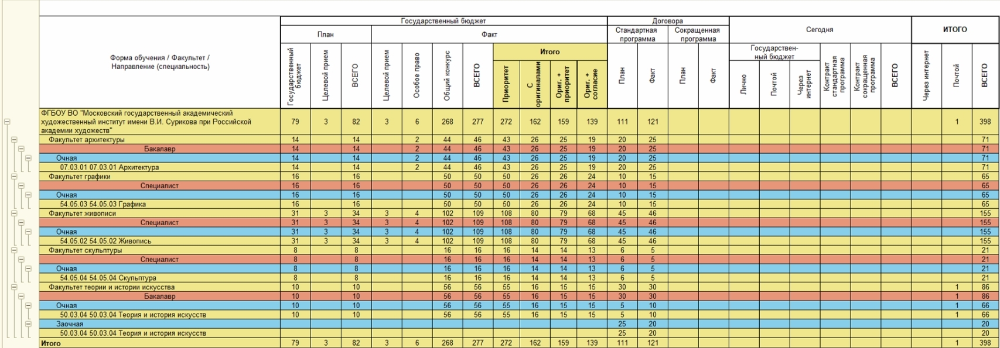 Государственный бюджет Договора Сегодня ИТОГО
План Факт Стандартная программа Сокращенная программа
Форма обучения / Факультет /
Направление (специальность)
Государственный бюджет Целевой прием ВСЕГО Целевой прием Особое право Общий конкурс ВСЕГО Итого План Факт План Факт Государствен-ный бюджет Контракт стандартная программа Контракт сокращенная программа ВСЕГО Через интернет Почтой ВСЕГО
Приоритет С оригиналами Ориг. + приоритет Ориг. + согласие Лично Почтой Через интернет
ФГБОУ ВО "Московский государственный академический
художественный институт имени В.И. Сурикова при Российской 79 3 82 3 6 268 277 272 162 159 139 111 121 1 398
академии художеств"
Факультет архитектуры 14 14 2 44 46 43 26 25 19 20 25 71
Бакалавр 14 14 2 44 46 43 26 25 19 20 25 71
Очная 14 14 2 44 46 43 26 25 19 20 25 71
07.03.01 07.03.01 Архитектура 14 14 2 44 46 43 26 25 19 20 25 71
Факультет графики 16 16 50 50 50 26 26 24 10 15 65
Специалист 16 16 50 50 50 26 26 24 10 15 65
Очная 16 16 50 50 50 26 26 24 10 15 65
54.05.03 54.05.03 Графика 16 16 50 50 50 26 26 24 10 15 65
Факультет живописи 31 3 34 3 4 102 109 108 80 79 68 45 46 155
Специалист 31 3 34 3 4 102 109 108 80 79 68 45 46 155
Очная 31 3 34 3 4 102 109 108 80 79 68 45 46 155
54.05.02 54.05.02 Живопись 31 3 34 3 4 102 109 108 80 79 68 45 46 155
Факультет скульптуры 8 8 16 16 16 14 14 13 6 5 21
Специалист 8 8 16 16 16 14 14 13 6 5 21
Очная 8 8 16 16 16 14 14 13 6 5 21
54.05.04 54.05.04 Скульптура 8 8 16 16 16 14 14 13 6 5 21
Факультет теории и истории искусства 10 10 56 56 55 16 15 15 30 30 1 86
Бакалавр 10 10 56 56 55 16 15 15 30 30 1 86
Очная 10 10 56 56 55 16 15 15 5 10 1 66
50.03.04 50.03.04 Теория и история искусств 10 10 56 56 55 16 15 15 5 10 1 66
Заочная 25 20 20
50.03.04 50.03.04 Теория и история искусств 25 20 20
Итого 79 3 82 3 6 268 277 272 162 159 139 111 121 1 398